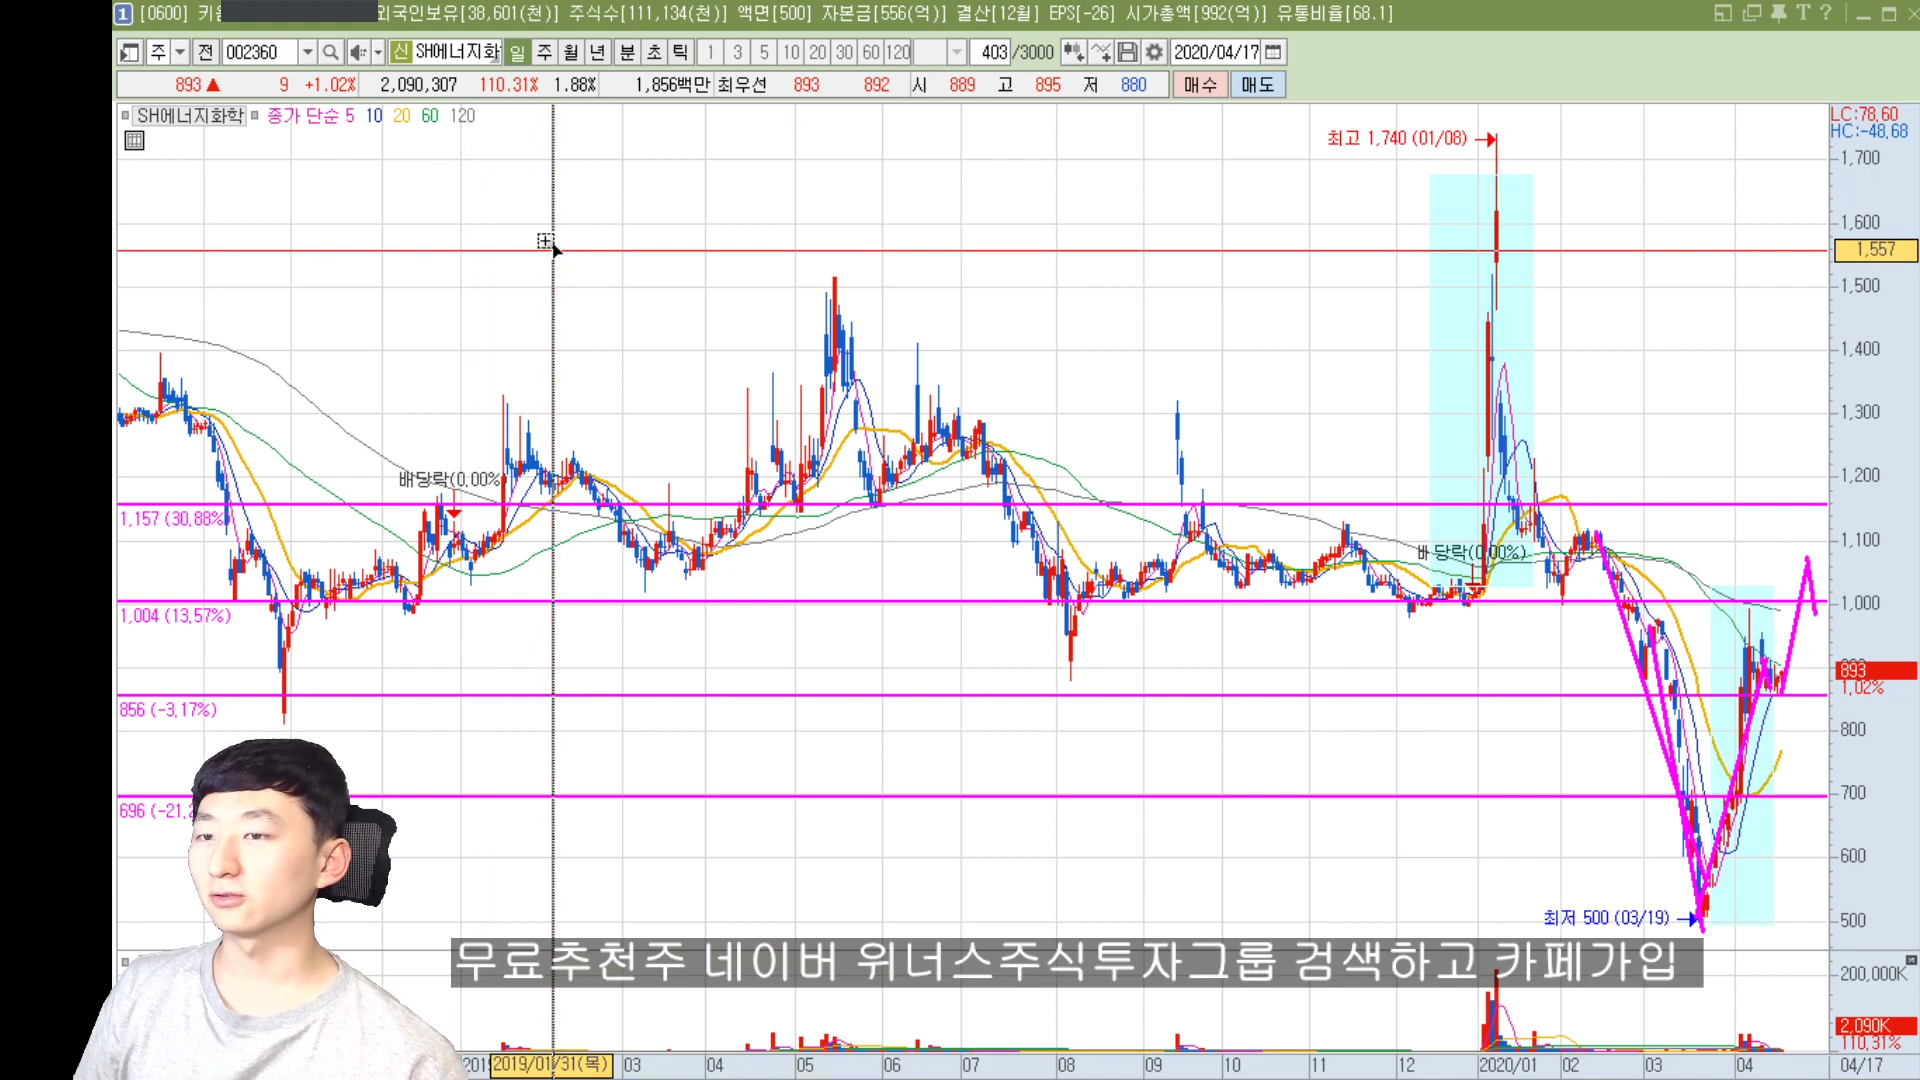 1 [0600] 키움 외국인보유[38,601(천)] 주식수[111,134(천)] 액면[500] 자본금[556(억)] 결산[12월] EPS[-26] 시가총액[992(억)] 유통비율[68.1] T ?
주 전 002360 신 SH에너지화학 일 주 월 년 분 초 틱 1 3 5 10 20 30 60 120 403 /3000 2020/04/17
893 ▲ 9 +1.02% 2,090,307 110.31% 1.88% 1,856백만 최우선 893 892 시 889 고 895 저 880 매수 매도
SH에너지화학 종가 단순 5 10 20 60 120
LC:78,60
HC:-48,68
최고 1,740 (01/08)
1,700
1,600
1,557
1,500
1,400
1,300
1,200
배당락(0,00%)
1,157 (30,88%)
1,100
배당락(0,00%)
1,000
1,004 (13,57%)
893
1,02%
856 (-3,17%)
800
700
696 (-21,2
600
최저 500 (03/19)
500
무료추천주 네이버 위너스주식투자그룹 검색하고 카페가입
200,000K
2,090K
110,31%
2019/01/31(목) 03 04 05 06 07 08 09 10 11 12 2020/01 02 03 04 04/17